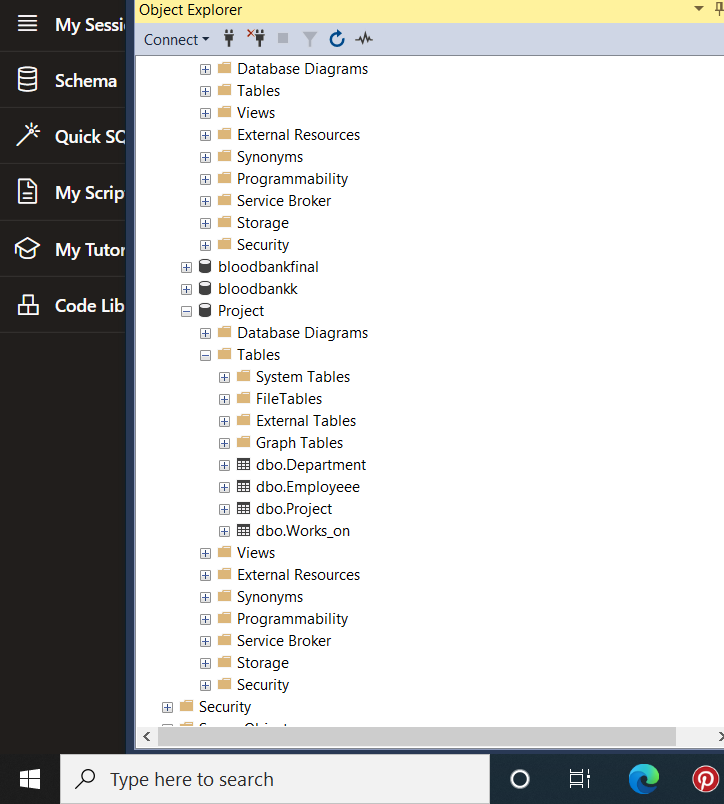 My Sessi
Schema
Quick SQ
My Scrip
My Tutor
Code Lib
Object Explorer
Connect
Database Diagrams
Tables
Views
External Resources
Synonyms
Programmability
Service Broker
Storage
Security
bloodbankfinal
bloodbankk
Project
Database Diagrams
Tables
System Tables
FileTables
External Tables
Graph Tables
dbo.Department
dbo.Employeee
dbo.Project
dbo.Works_on
Views
External Resources
Synonyms
Programmability
Service Broker
Storage
Security
Security
Type here to search